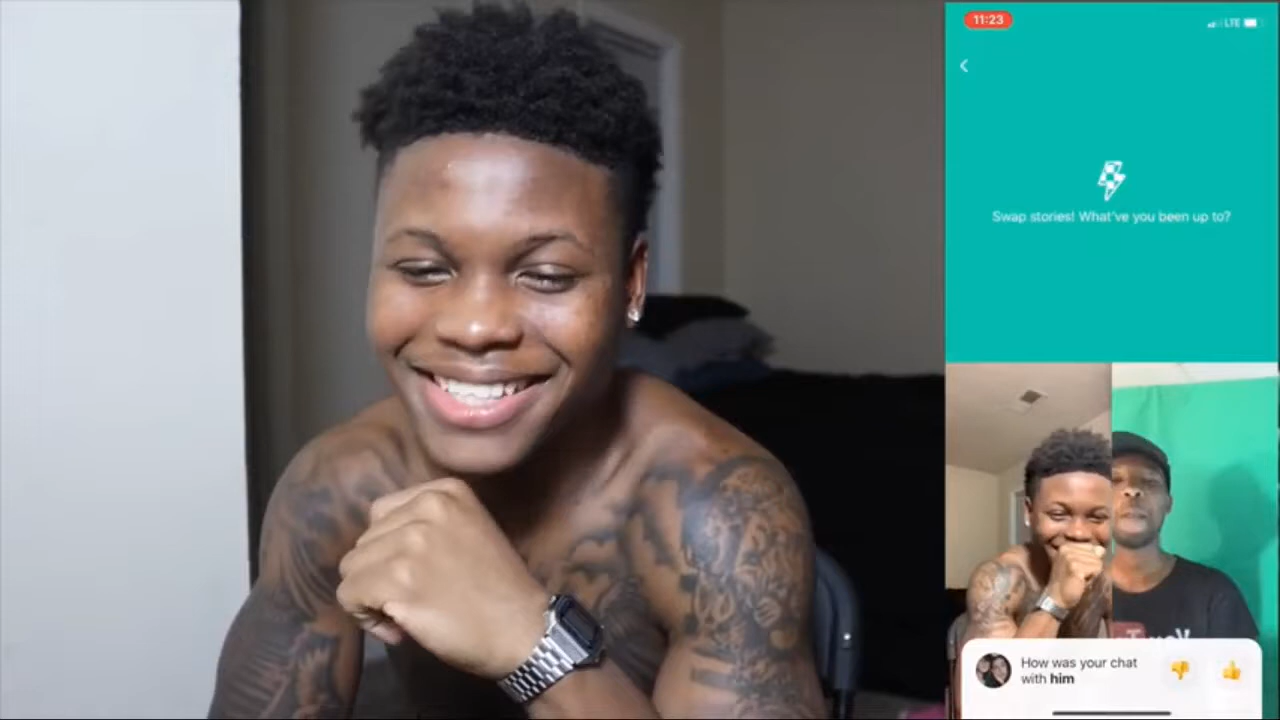 11:23
LTE
Swap stories! What've you been up to?
How was your chat
with him